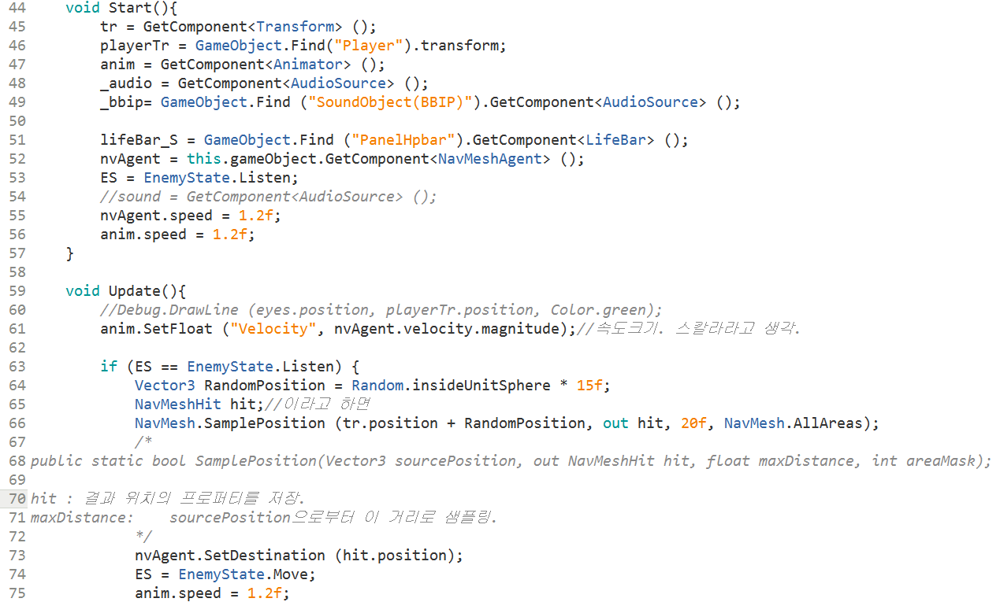 44 void Start(){
45 tr = GetComponent<Transform> ();
46 playerTr = GameObject.Find("Player").transform;
47 anim = GetComponent<Animator> ();
48 _audio = GetComponent<AudioSource> ();
49 _bbip= GameObject.Find ("SoundObject(BBIP)").GetComponent<AudioSource> ();
50
51 lifeBar_S = GameObject.Find ("PanelHpbar").GetComponent<LifeBar> ();
52 nvAgent = this.gameObject.GetComponent<NavMeshAgent> ();
53 ES = EnemyState.Listen;
54 //sound = GetComponent<AudioSource> ();
55 nvAgent.speed = 1.2f;
56 anim.speed = 1.2f;
57 }
58
59 void Update(){
60 //Debug.DrawLine (eyes.position, playerTr.position, Color.green);
61 anim.SetFloat ("Velocity", nvAgent.velocity.magnitude);//속도크기. 스칼라라고 생각.
62
63 if (ES == EnemyState.Listen) {
64 Vector3 RandomPosition = Random.insideUnitSphere * 15f;
65 NavMeshHit hit;//이라고 하면
66 NavMesh.SamplePosition (tr.position + RandomPosition, out hit, 20f, NavMesh.AllAreas);
67 /*
68 public static bool SamplePosition(Vector3 sourcePosition, out NavMeshHit hit, float maxDistance, int areaMask);
69
70 hit : 결과 위치의 프로퍼티를 저장.
71 maxDistance: sourcePosition으로부터 이 거리로 샘플링.
72 */
73 nvAgent.SetDestination (hit.position);
74 ES = EnemyState.Move;
75 anim.speed = 1.2f;